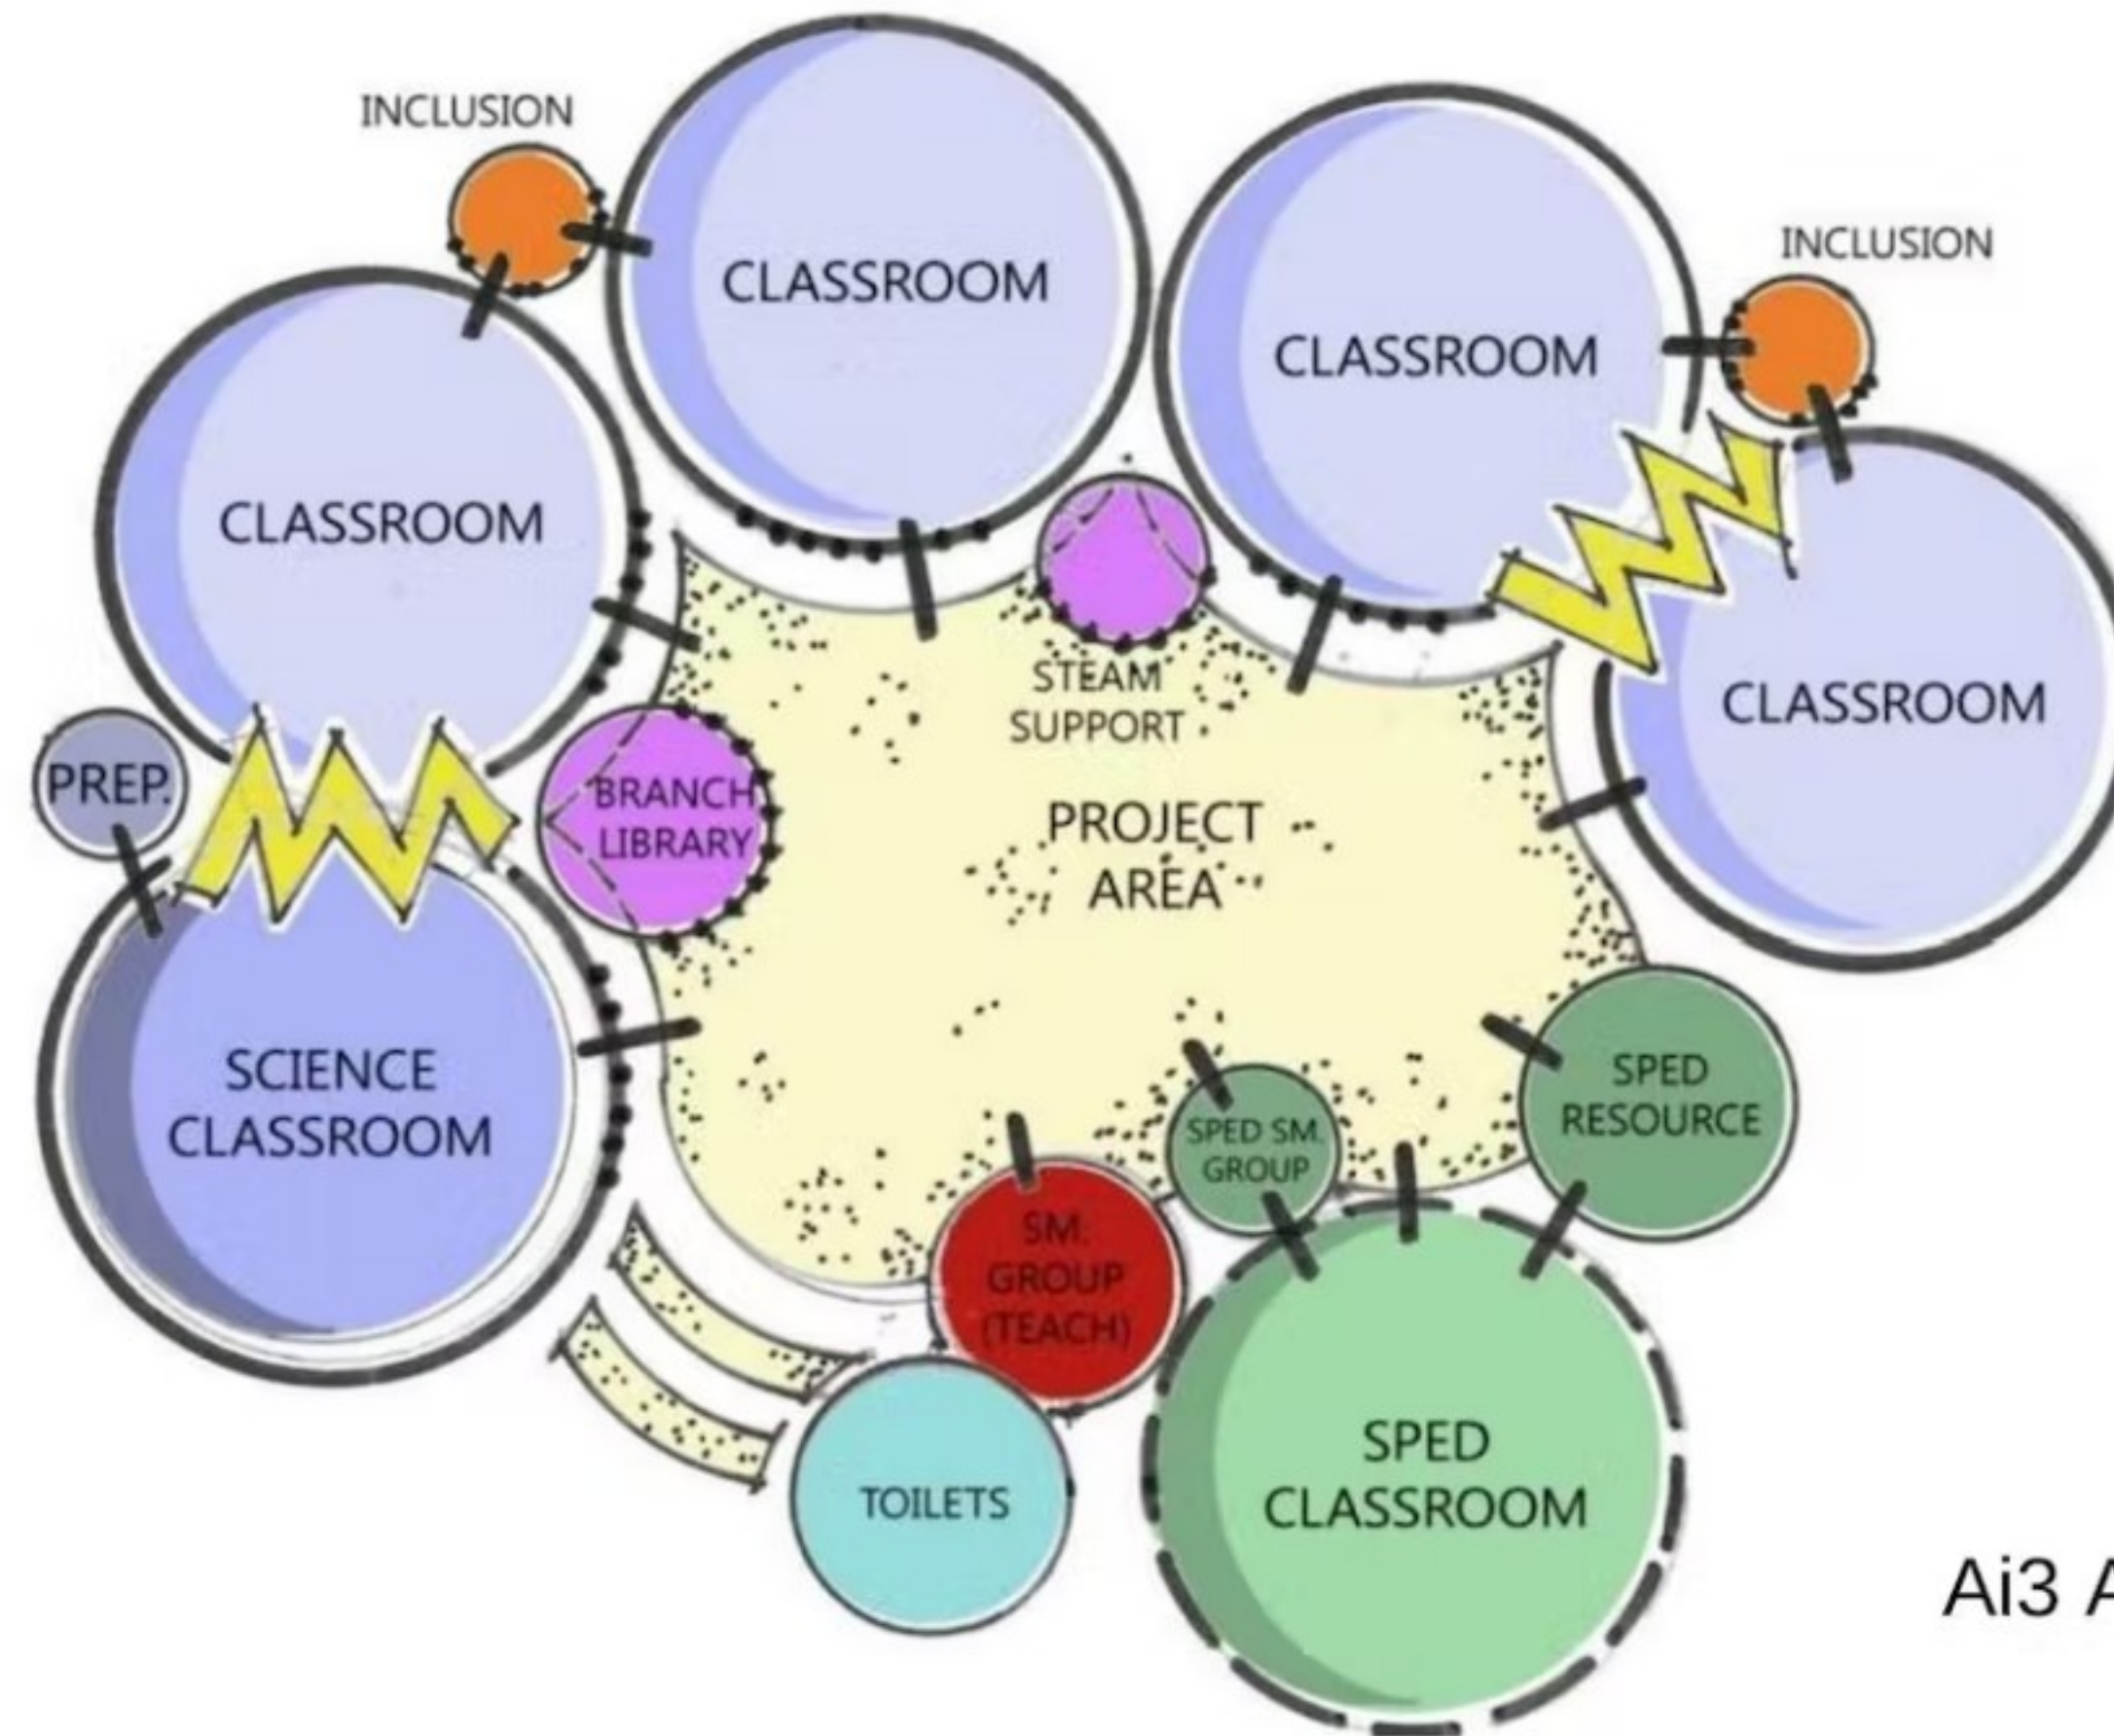 INCLUSION
CLASSROOM
INCLUSION
CLASSROOM
CLASSROOM
CLASSROOM
STEAM
SUPPORT
PREP.
BRANCH
LIBRARY
PROJECT
AREA
CLASSROOM
SCIENCE
CLASSROOM
SPED SM.
GROUP
SPED
RESOURCE
SM.
GROUP
(TEACH)
TOILETS
SPED
CLASSROOM
Ai3 A